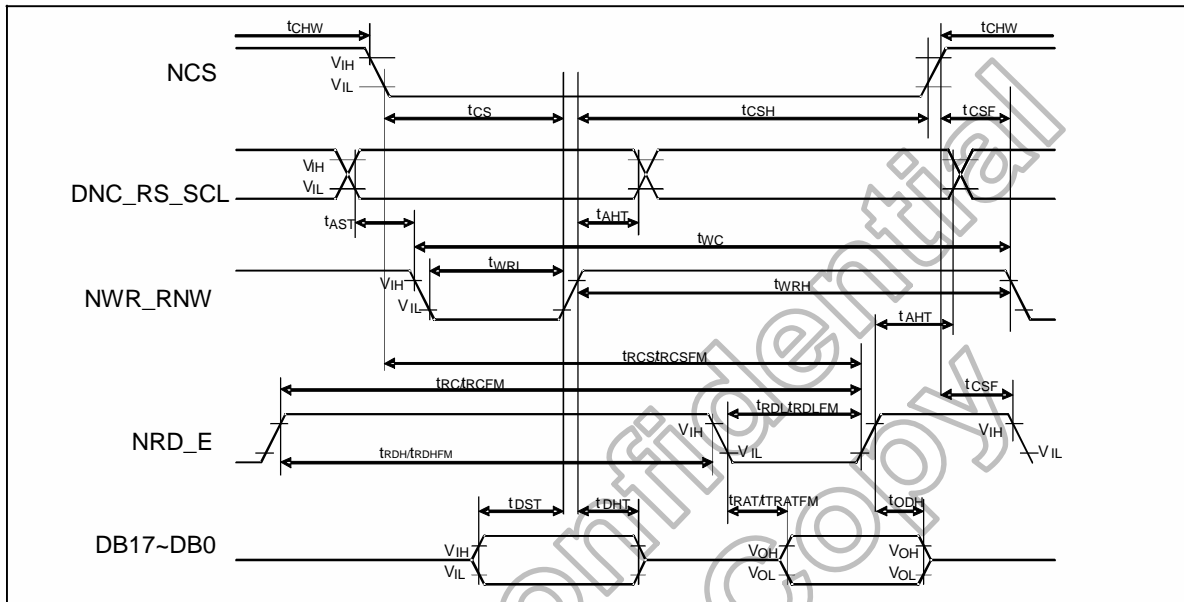 tCHW tCHW
NCS
VIH
VIL
tCS tCSH tCSF
DNC_RS_SCL
VIH
VIL
tAST tAHT
tWC
NWR_RNW
VIH
VIL
tWRL
tWRH
tAHT
tRCS/tRCSFM
tRC/tRCFM
tCSF
tRDL/tRDLFM
NRD_E
VIH
VIL
VIH
VIL
tRDH/tRDHFM
tDST tDHT tRAT/tTRATFM tODH
DB17~DB0
VIH
VIL
VOH
VOL
VOH
VOL
onfidential
Copy